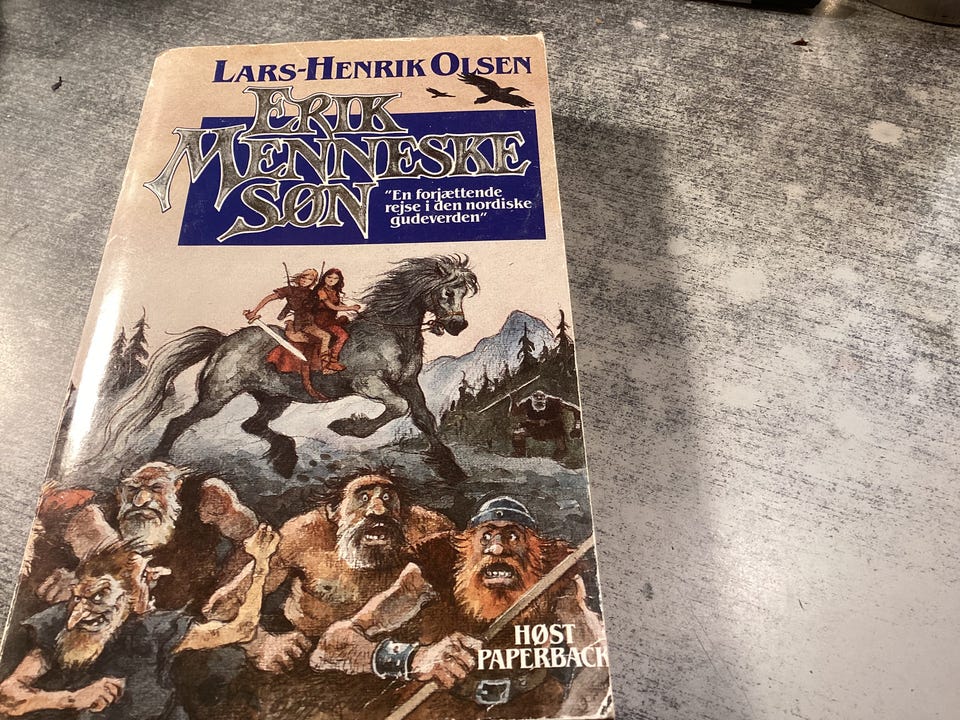 LARS-HENRIK OLSEN
ERIK
MENNESKE
SØN
"En forjættende
rejse i den nordiske
gudeverden"
HØST
PAPERBACK